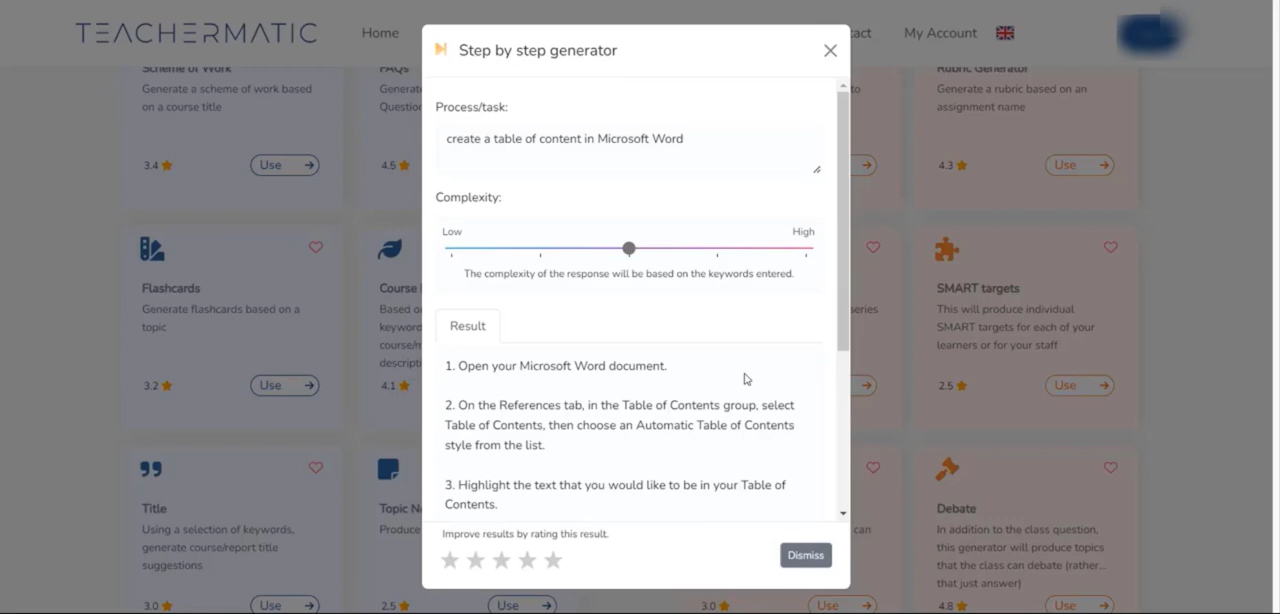 TEACHERMATIC
Home
My Account
Step by step generator
Process/task:
create a table of content in Microsoft Word
Complexity:
Low
High
The complexity of the response will be based on the keywords entered.
Result
1. Open your Microsoft Word document.
2. On the References tab, in the Table of Contents group, select
Table of Contents, then choose an Automatic Table of Contents
style from the list.
3. Highlight the text that you would like to be in your Table of
Contents.
Improve results by rating this result.
Dismiss
Scheme of Work
Generate a scheme of work based
on a course title
3.4
Use
FAQs
4.5
Rubric Generator
Generate a rubric based on an
assignment name
4.3
Use
Flashcards
Generate flashcards based on a
topic
3.2
Use
Course
Based
4.1
SMART targets
This will produce individual
SMART targets for each of your
learners or for your staff
2.5
Use
Title
Using a selection of keywords,
generate course/report title
suggestions
3.0
Use
Topic
Produce
2.5
Use
can
3.0
Use
Debate
In addition to the class question,
this generator will produce topics
that the class can debate (rather...
that just answer)
4.8
Use